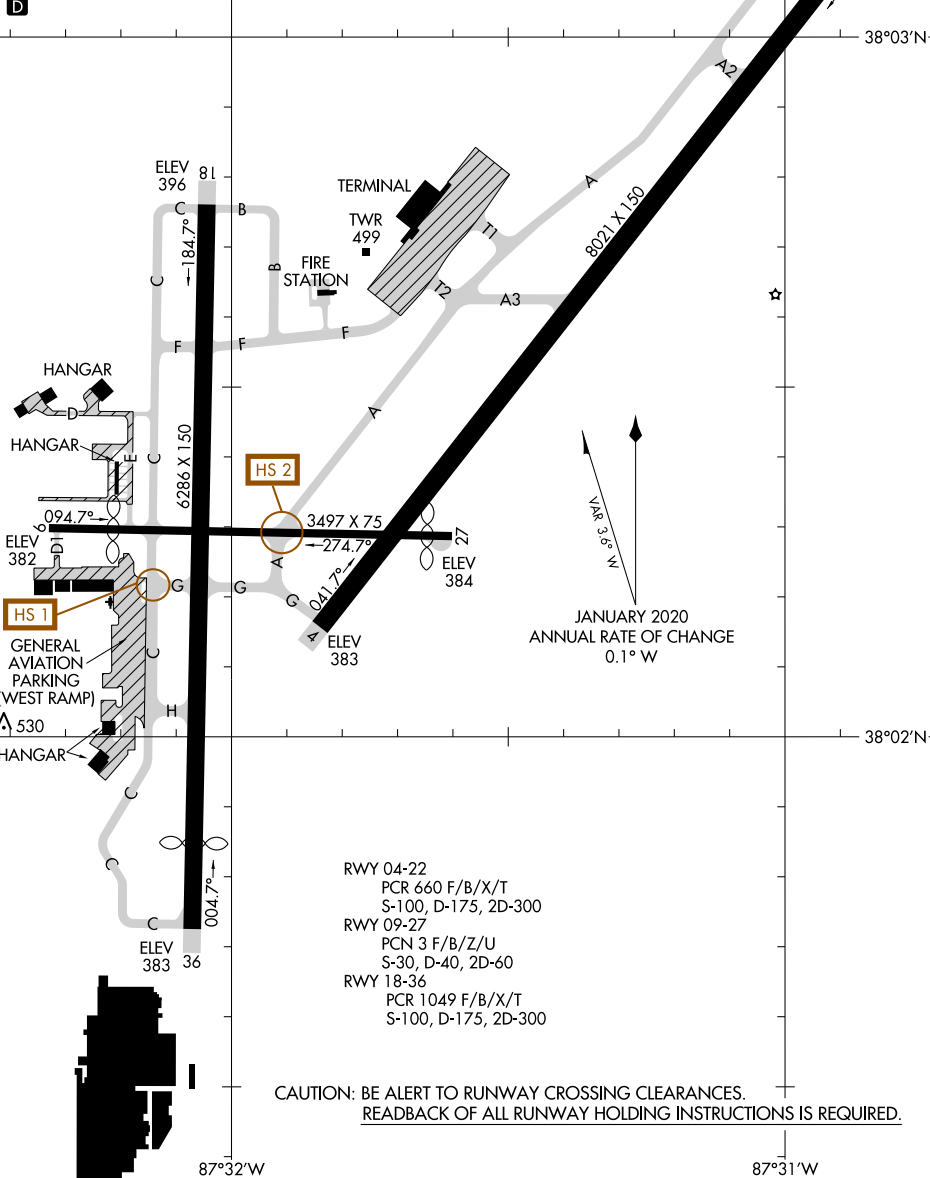 D
38°03'N
A2
ELEV
396
18
C
B
184.7°
TERMINAL
TWR
499
A
T1
8021 X 150
FIRE
STATION
C
B
T2
A3
F
F
F
HANGAR
D
A
HANGAR
E
C
6286 X 150
HS 2
VAR 3.6° W
9
094.7°
3497 X 75
274.7°
27
ELEV
382
D1
ELEV
384
A
HS 1
G
G
G
041.7°
4
ELEV
383
JANUARY 2020
ANNUAL RATE OF CHANGE
0.1° W
GENERAL
AVIATION
PARKING
(WEST RAMP)
C
H
530
HANGAR
38°02'N
C
C
C
004.7°
ELEV
383
36
RWY 04-22
PCR 660 F/B/X/T
S-100, D-175, 2D-300
RWY 09-27
PCN 3 F/B/Z/U
S-30, D-40, 2D-60
RWY 18-36
PCR 1049 F/B/X/T
S-100, D-175, 2D-300
CAUTION: BE ALERT TO RUNWAY CROSSING CLEARANCES.
READBACK OF ALL RUNWAY HOLDING INSTRUCTIONS IS REQUIRED.
87°32'W
87°31'W